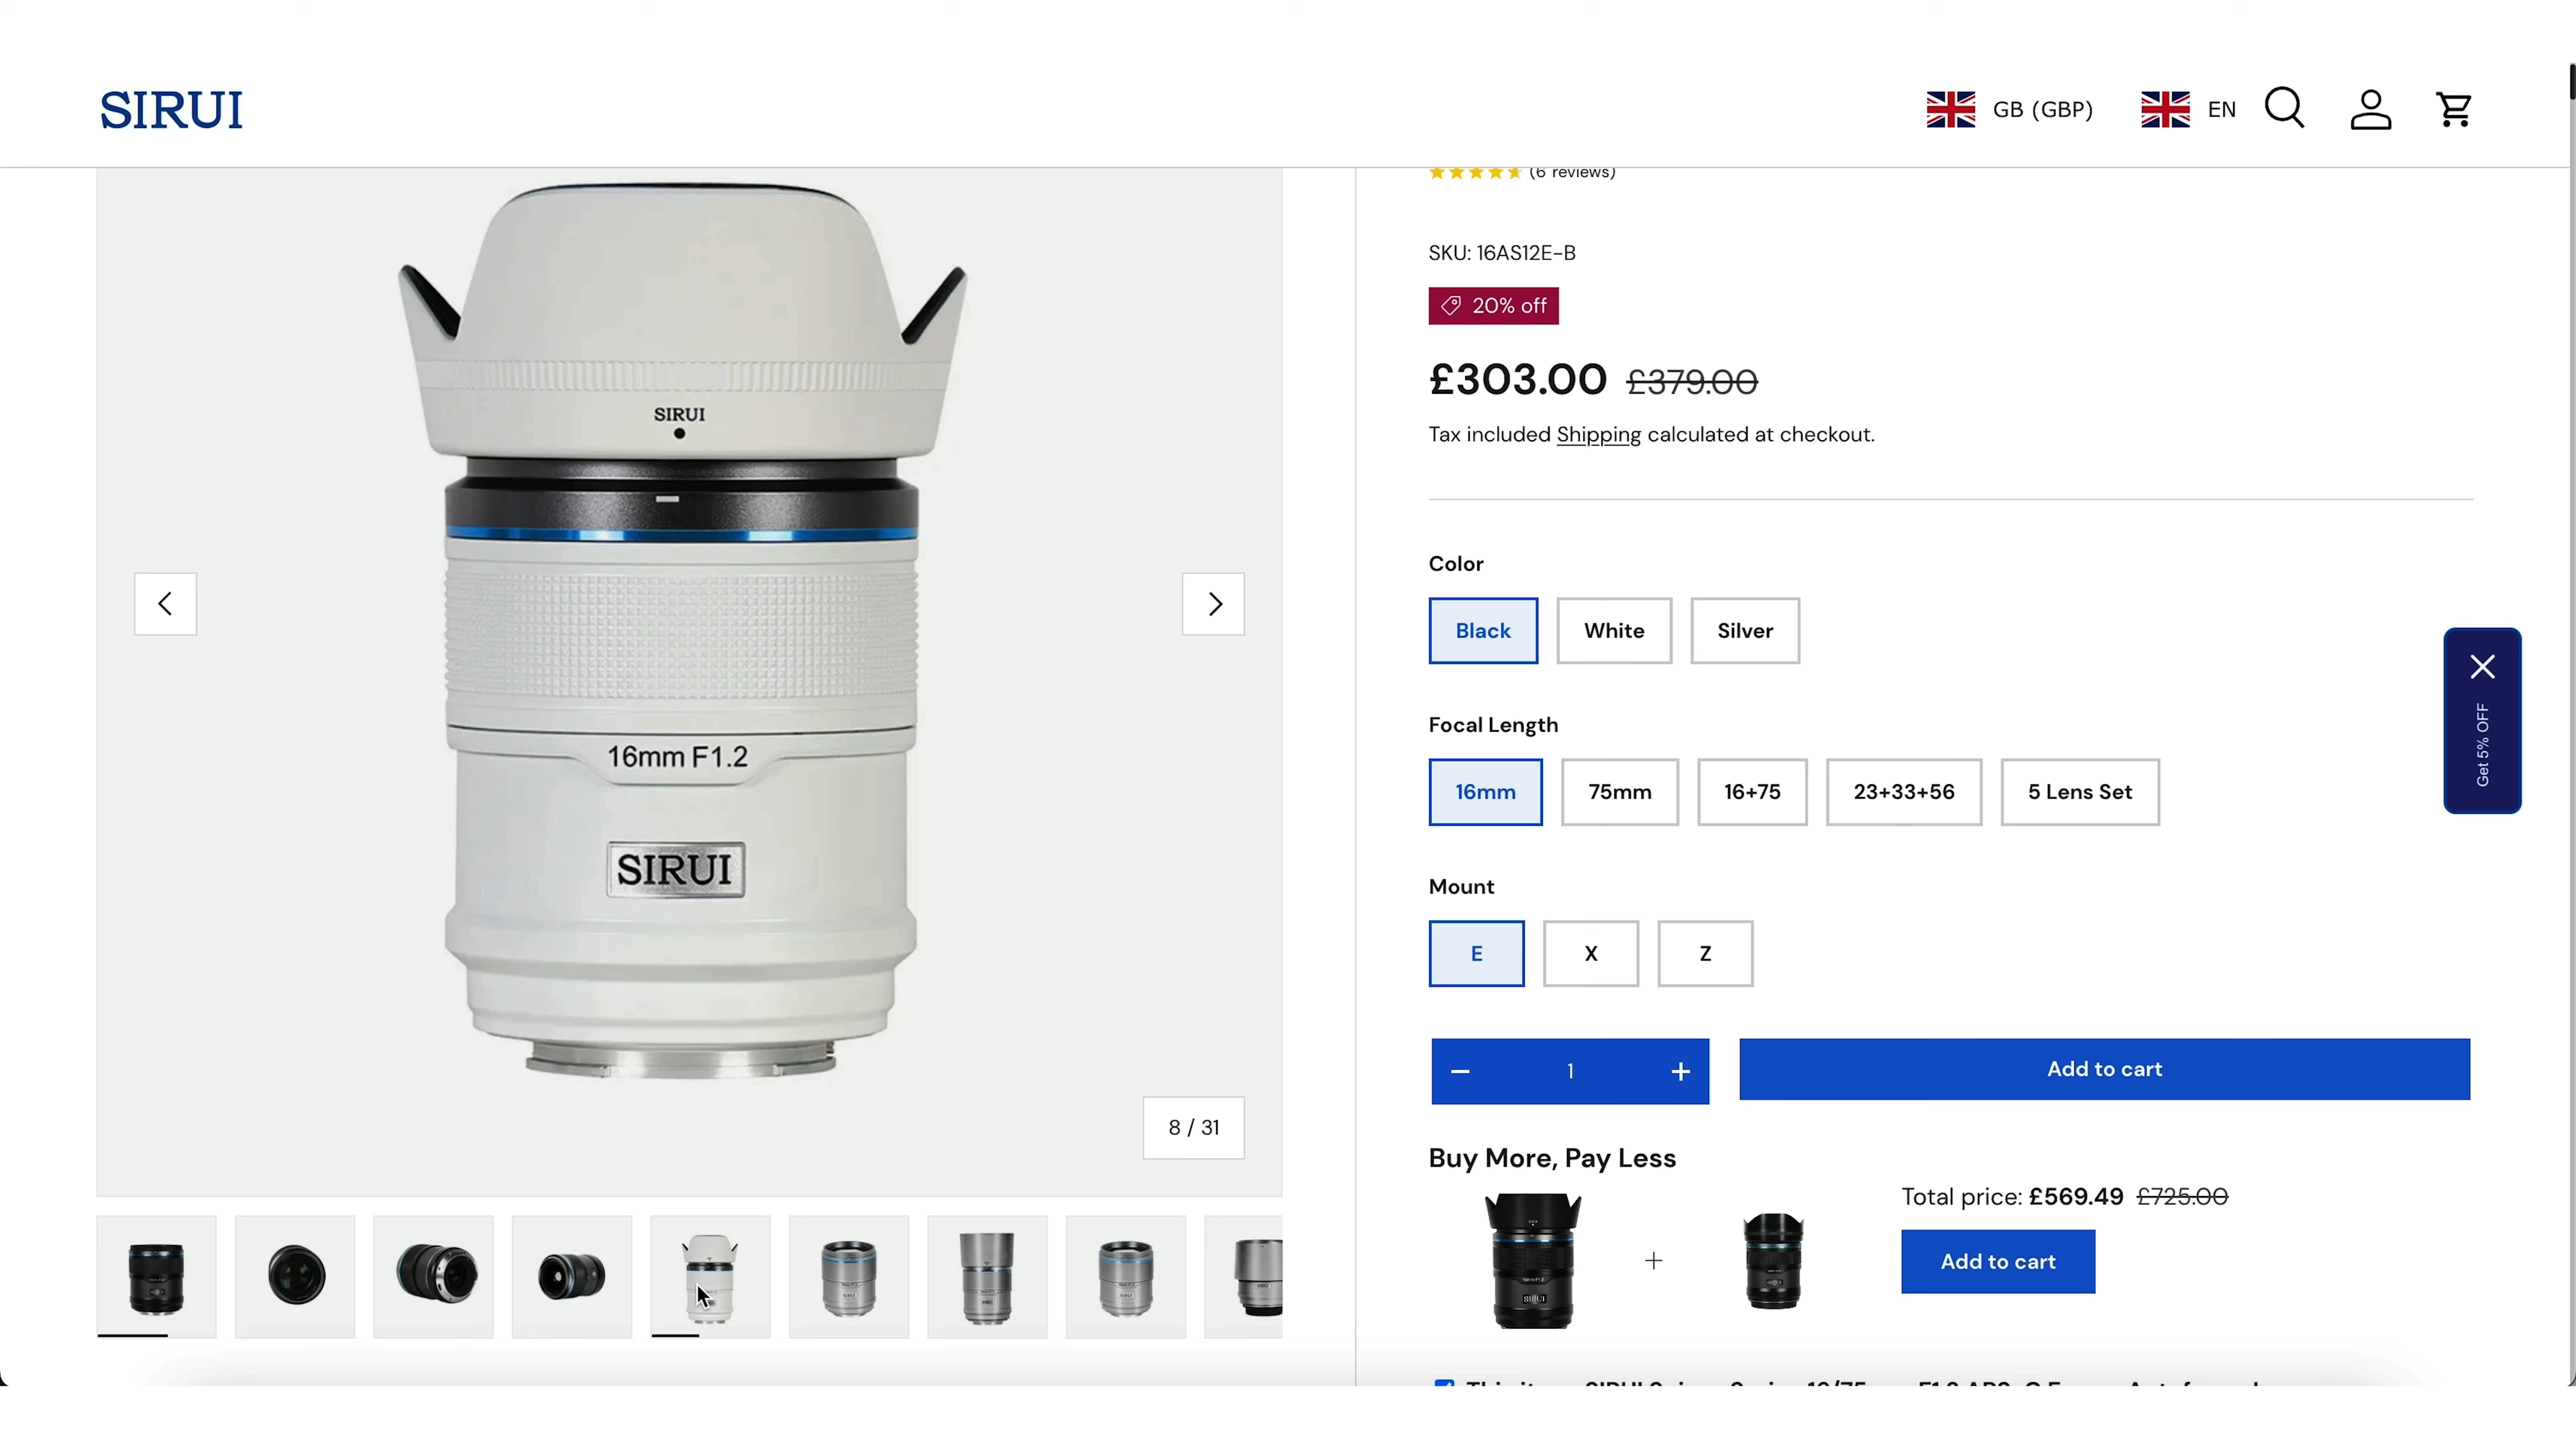 SIRUI
GB (GBP)
EN
(6 reviews)
SKU: 16AS12E-B
20% off
£303.00 £379.00
Tax included Shipping calculated at checkout.
SIRUI
16mm F1.2
SIRUI
8 / 31
Color
Black
White
Silver
Focal Length
16mm
75mm
16+75
23+33+56
5 Lens Set
Mount
E
X
Z
1
Add to cart
Get 5% OFF
Buy More, Pay Less
Total price: £569.49 £725.00
Add to cart
SIRUI